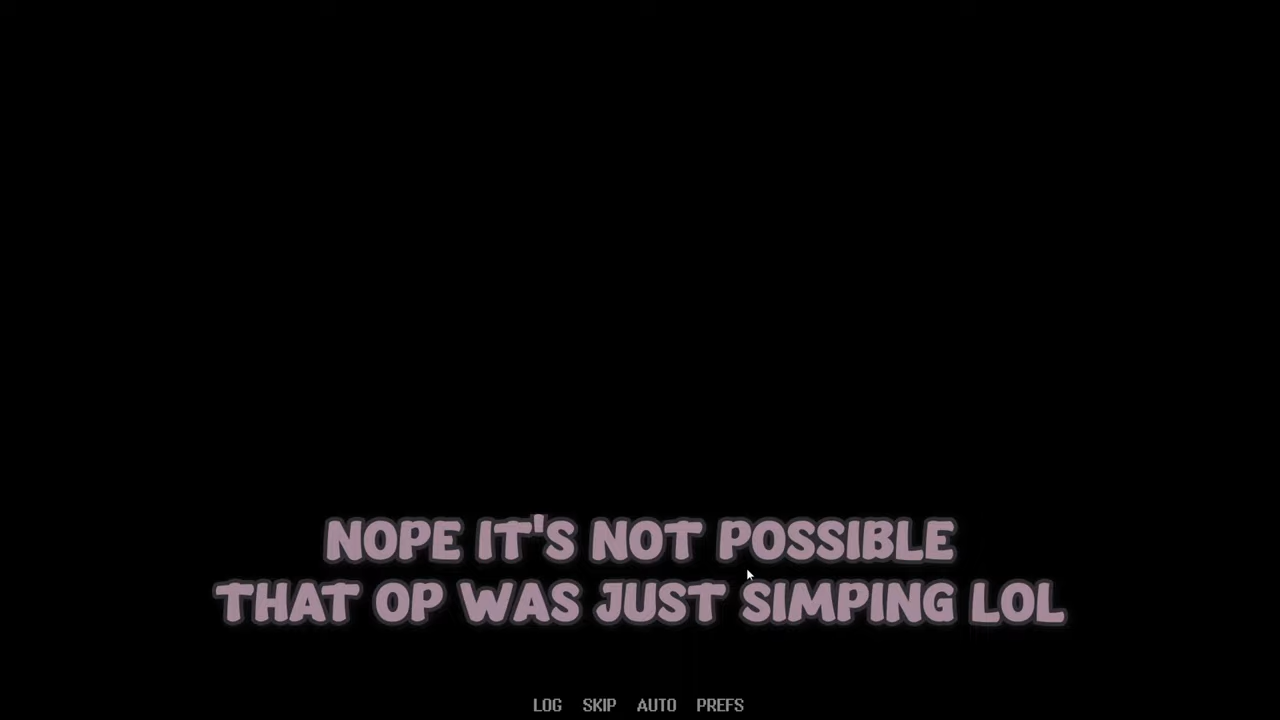 NOPE IT'S NOT POSSIBLE
THAT OP WAS JUST SIMPING LOL
LOG SKIP AUTO PREFS